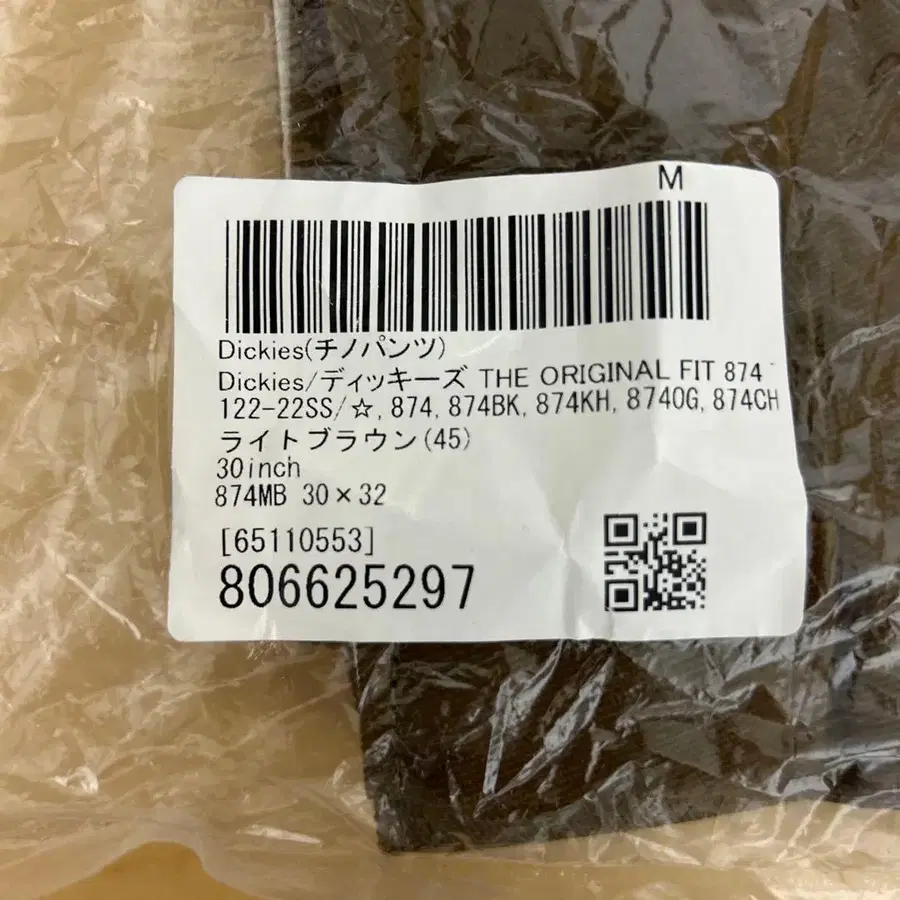 M
Dickies(チノパンツ)
Dickies/ディッキーズ THE ORIGINAL FIT 874
122-22SS/☆, 874, 874BK, 874KH, 874OG, 874CH
ライトブラウン(45)
30inch
874MB 30×32
[65110553]
806625297